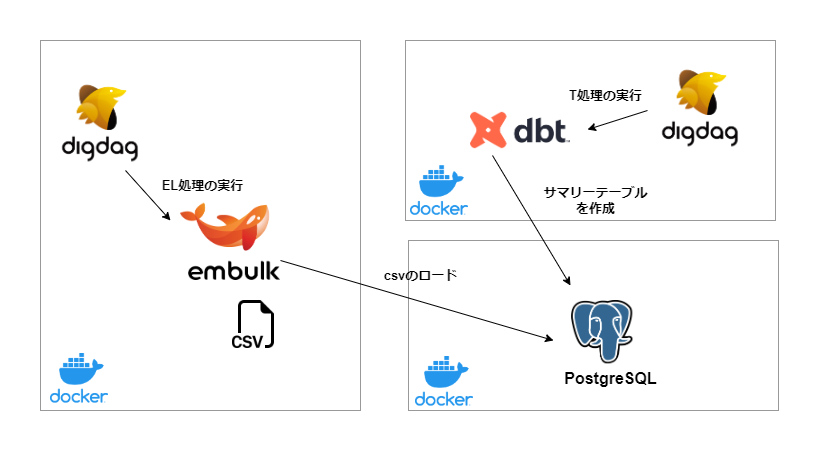 digdag
EL処理の実行
embulk
CSV
docker
T処理の実行
dbt
digdag
docker
サマリーテーブル
を作成
csvのロード
PostgreSQL
docker